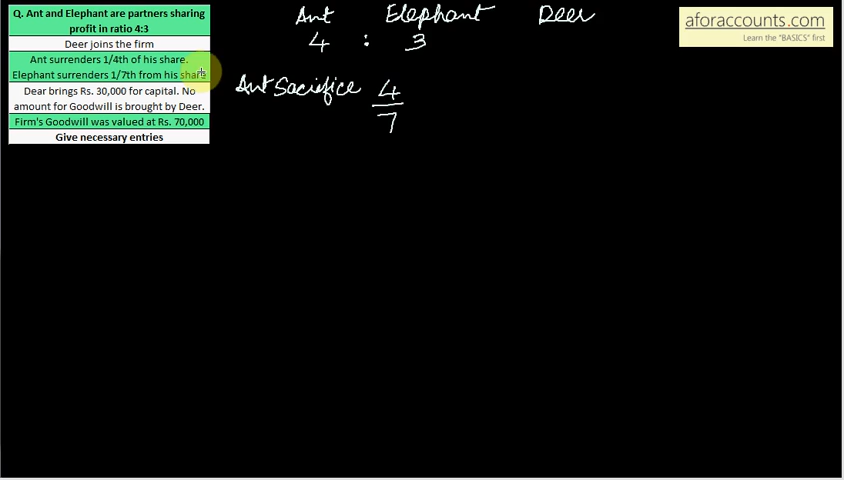 Q. Ant and Elephant are partners sharing
profit in ratio 4:3
Deer joins the firm
Ant surrenders 1/4th of his share.
Elephant surrenders 1/7th from his share
Dear brings Rs. 30,000 for capital. No
amount for Goodwill is brought by Deer.
Firm's Goodwill was valued at Rs. 70,000
Give necessary entries
Ant Elephant Deer
4 : 3
Ant Sacrifice 4
7
aforaccounts.com
Learn the "BASICS" first